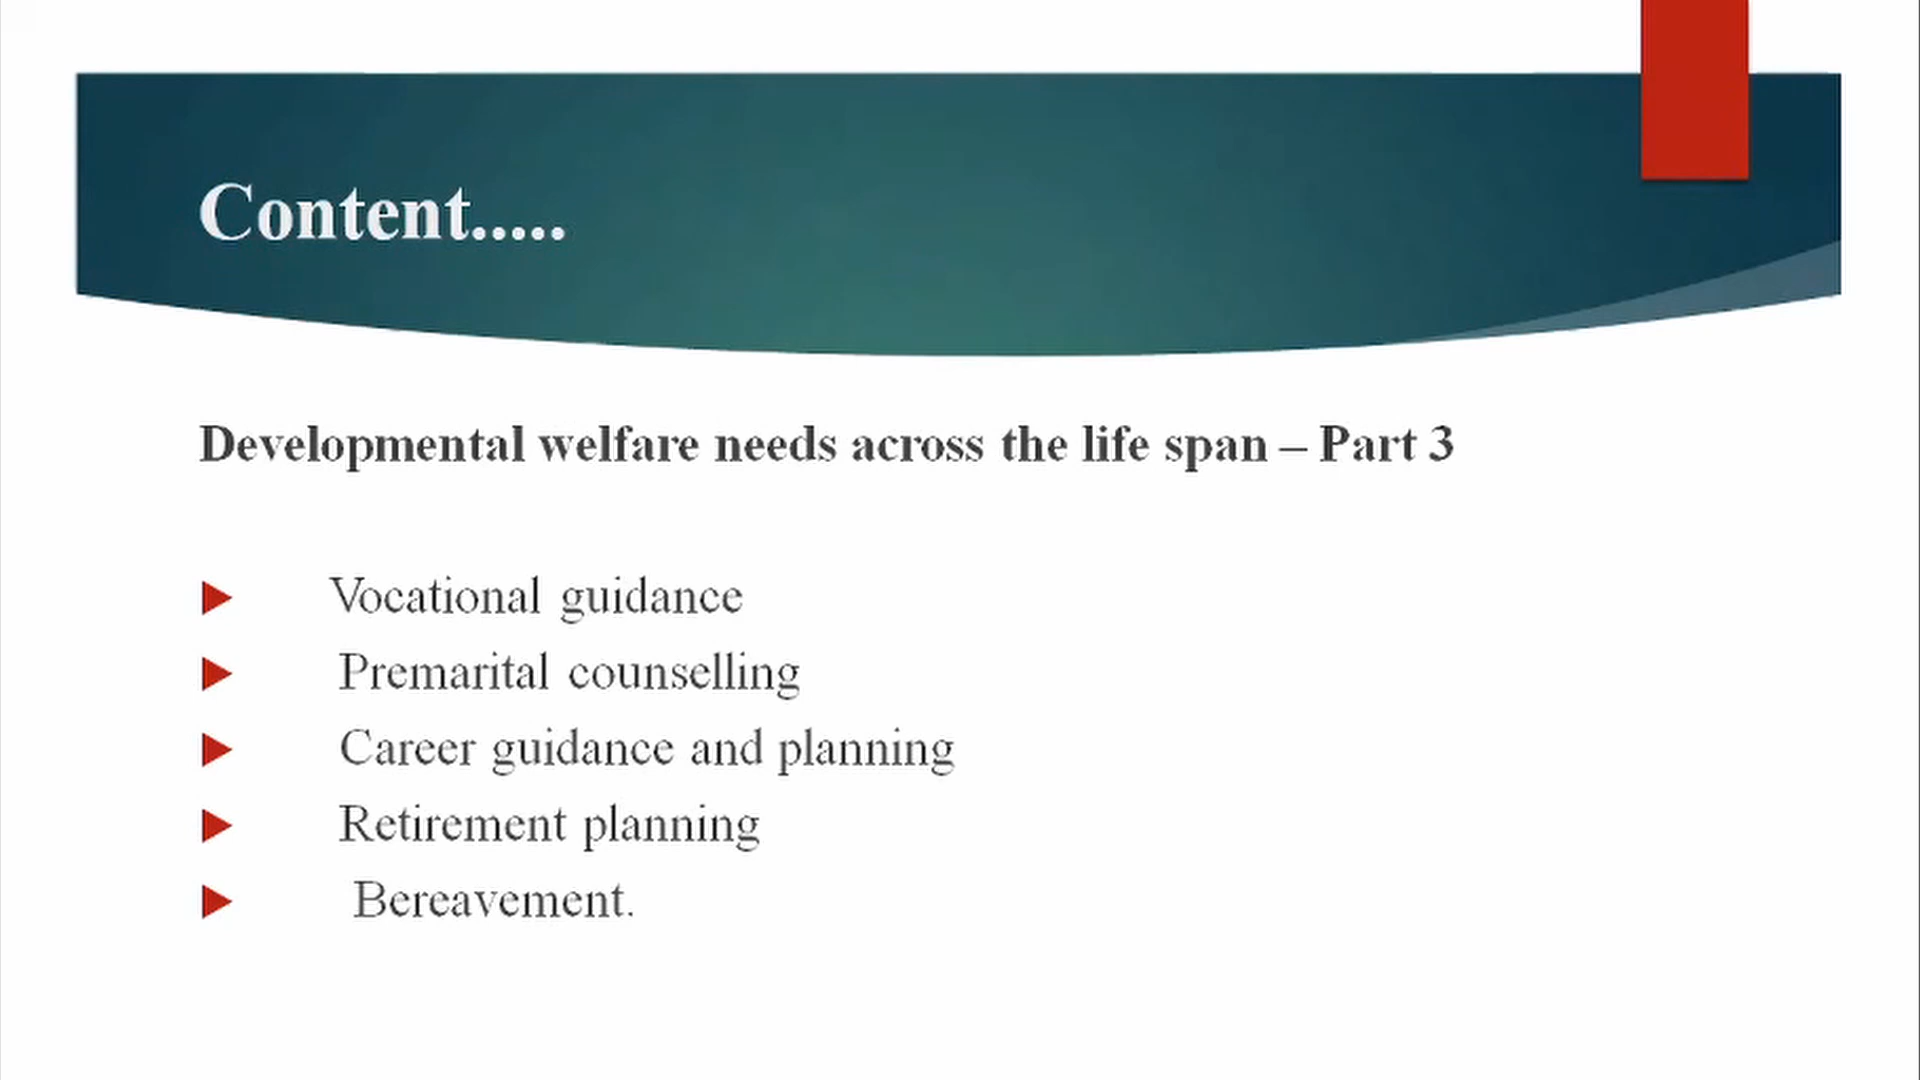 Content.....
Developmental welfare needs across the life span – Part 3
Vocational guidance
Premarital counselling
Career guidance and planning
Retirement planning
Bereavement.